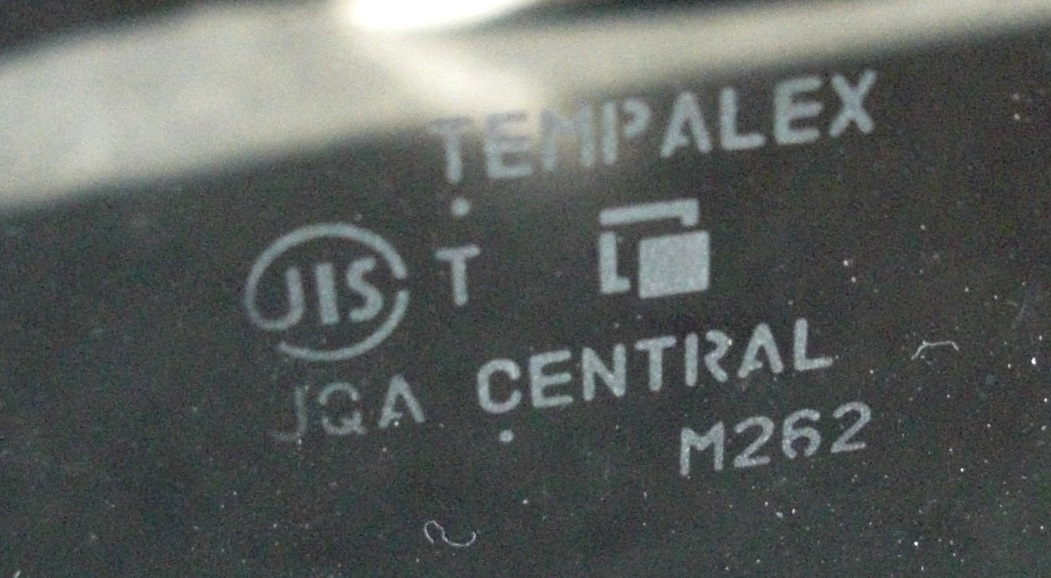 TEMPALEX
JIS T
JQA CENTRAL
M262